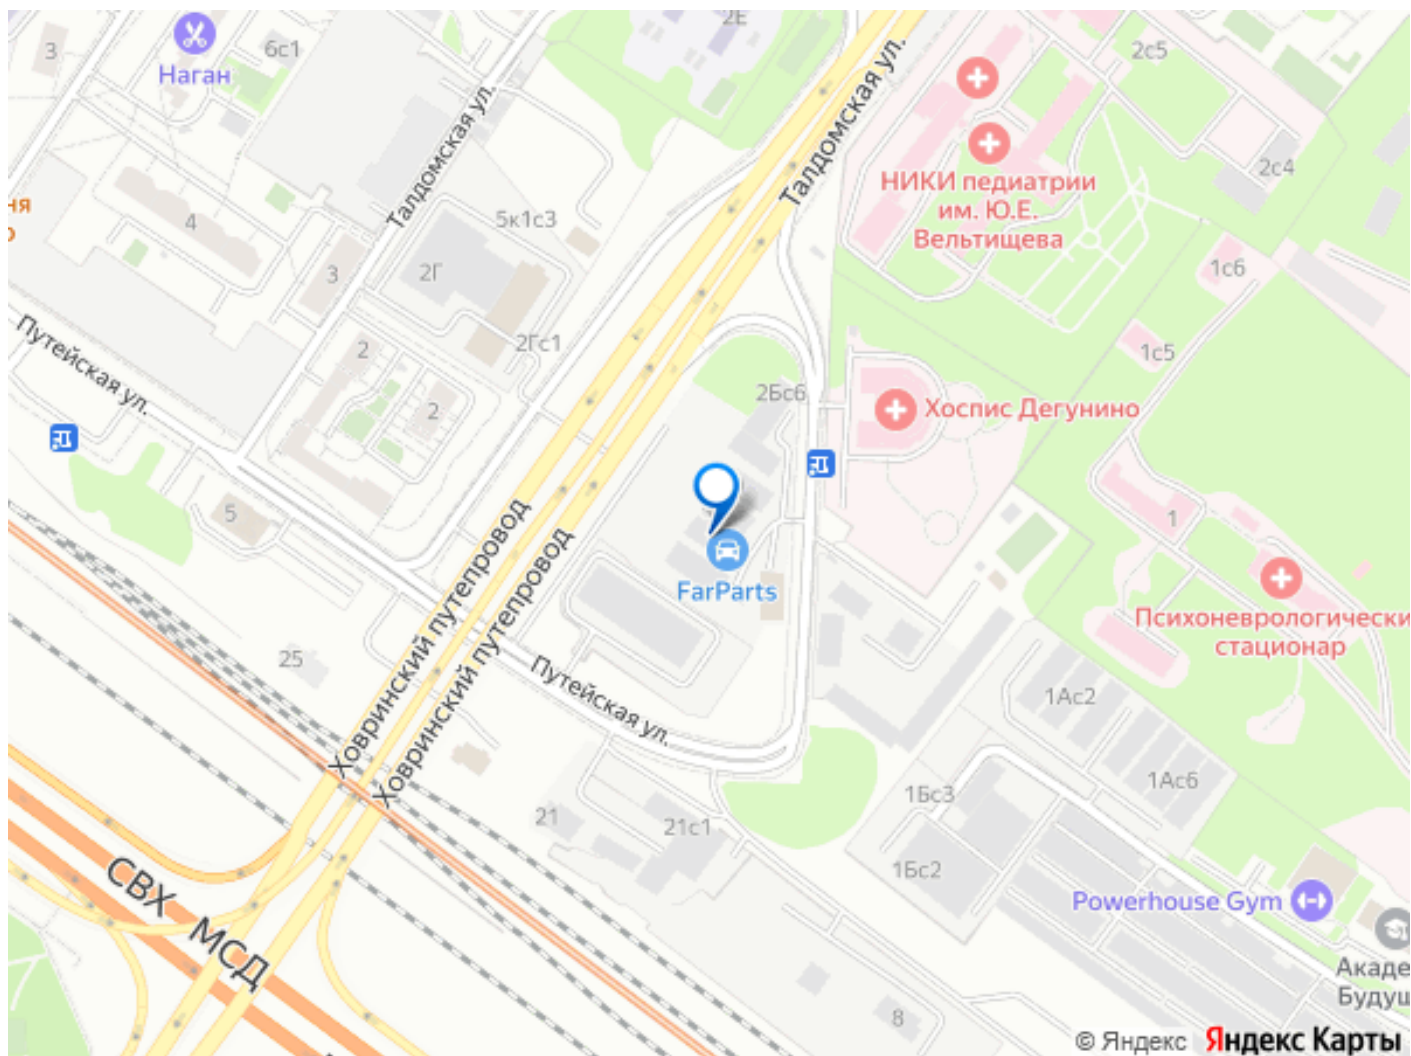 2Е
3
6с1
Наган
2с5
Талдомская ул.
Талдомская ул.
2с4
НИКИ педиатрии
им. Ю.Е.
Вельтищева
ня
4
5к1с3
3
2Г
1с6
Путейская ул.
2
2Гс1
1с5
2
2Бс6
Хоспис Дегунино
5
1
Ховринский путепровод
Ховринский путепровод
FarParts
Психоневрологически
стационар
25
Путейская ул.
1Ас2
1Ас6
1Бс3
21
21с1
1Бс2
СВХ МСД
Powerhouse Gym
Акаде
Будущ
8
© Яндекс Яндекс Карты